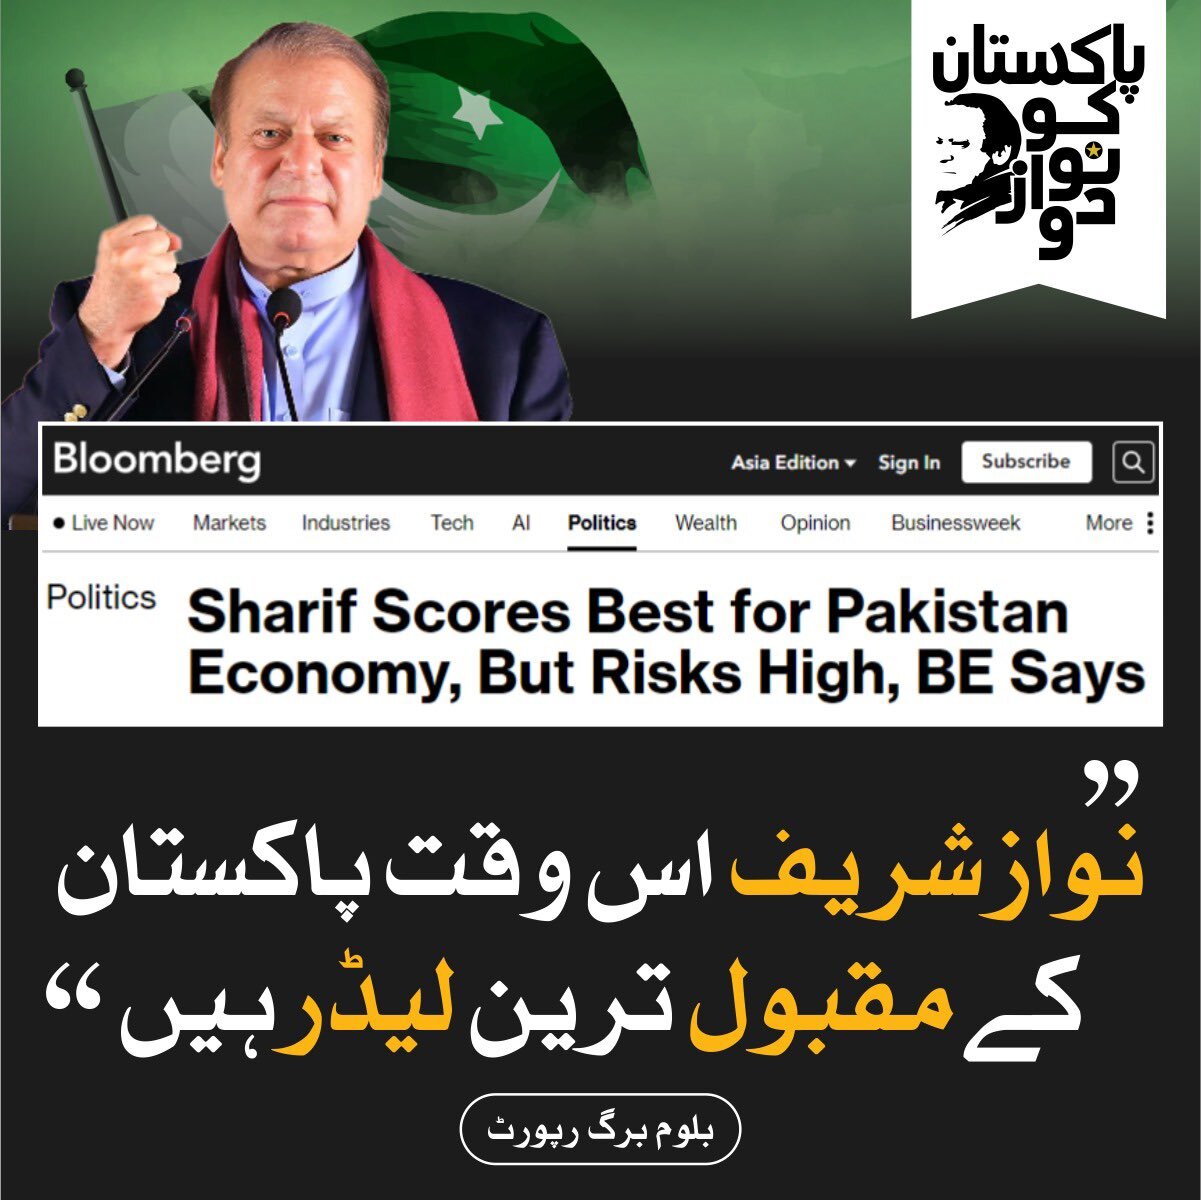 پاکستان
کو
نواز
دو
Bloomberg
Asia Edition Sign In Subscribe
Live Now Markets Industries Tech AI Politics Wealth Opinion Businessweek More
Politics
Sharif Scores Best for Pakistan
Economy, But Risks High, BE Says
”نواز شریف اس وقت پاکستان
کے مقبول ترین لیڈر ہیں“
بلوم برگ رپورٹ